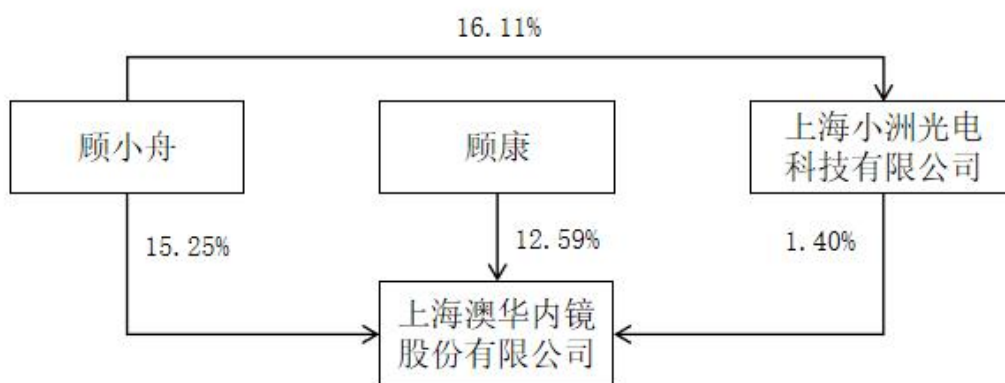 16.11%
顾小舟
顾康
上海小洲光电
科技有限公司
15.25%
12.59%
1.40%
上海澳华内镜
股份有限公司